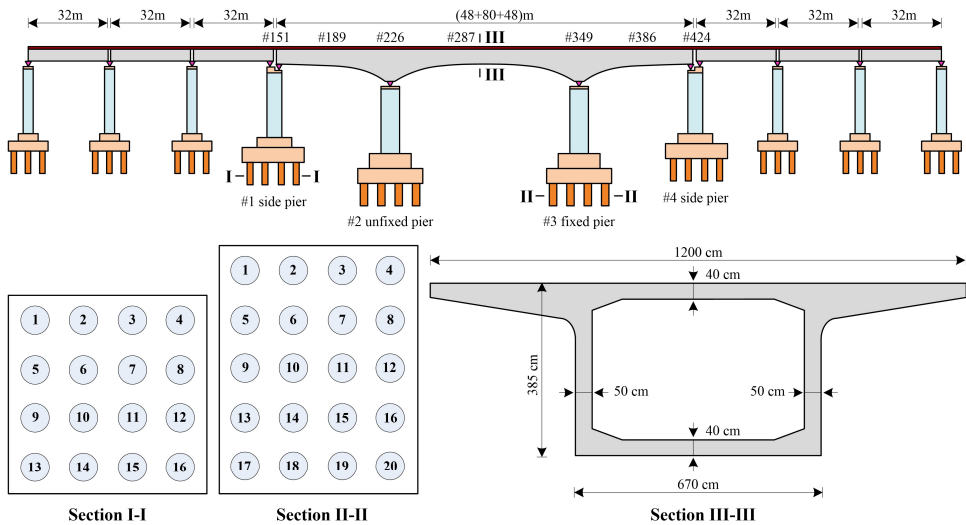 32m 32m 32m (48+80+48)m 32m 32m 32m
#151 #189 #226 #287 III #349 #386 #424
III
I I
#1 side pier
#2 unfixed pier
II II
#3 fixed pier
#4 side pier
1 2 3 4
5 6 7 8
9 10 11 12
13 14 15 16
Section I-I
1 2 3 4
5 6 7 8
9 10 11 12
13 14 15 16
17 18 19 20
Section II-II
1200 cm
40 cm
385 cm
50 cm 50 cm
40 cm
670 cm
Section III-III